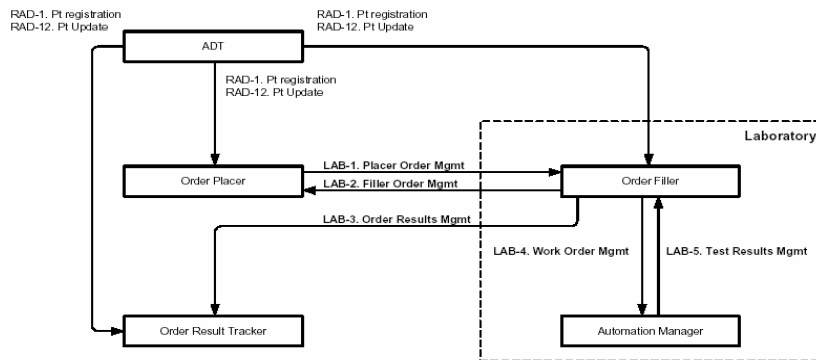 RAD-1. Pt registration
RAD-12. Pt Update
RAD-1. Pt registration
RAD-12. Pt Update
ADT
RAD-1. Pt registration
RAD-12. Pt Update
Laboratory
LAB-1. Placer Order Mgmt
Order Placer
Order Filler
LAB-2. Filler Order Mgmt
LAB-3. Order Results Mgmt
LAB-4. Work Order Mgmt
LAB-5. Test Results Mgmt
Order Result Tracker
Automation Manager